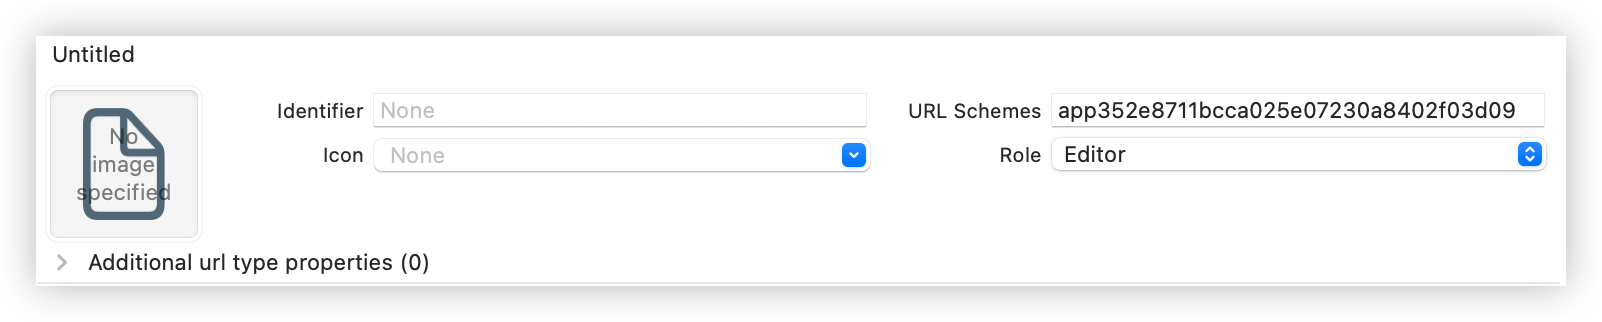 Untitled
No
image
specified
Identifier None
Icon None
URL Schemes app352e8711bcca025e07230a8402f03d09
Role Editor
Additional url type properties (0)